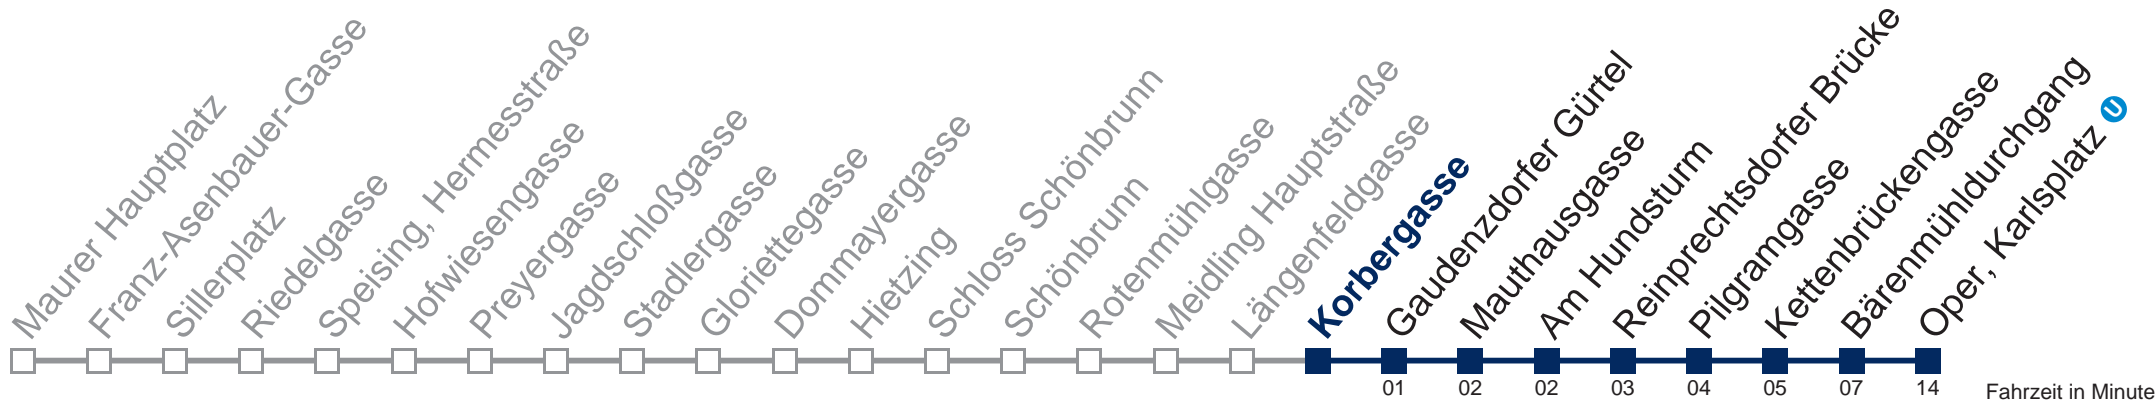 Maurer Hauptplatz
Franz-Asenbauer-Gasse
Sillerplatz
Riedelgasse
Speising, Hermesstraße
Hofwiesengasse
Preyergasse
Jagdschloßgasse
Stadlergasse
Gloriettegasse
Dommayergasse
Hietzing
Schloss Schönbrunn
Schönbrunn
Rotenmühlgasse
Meidling Hauptstraße
Längenfeldgasse
Korbergasse
Gaudenzdorfer Gürtel
Mauthausgasse
Am Hundsturm
Reinprechtsdorfer Brücke
Pilgramgasse
Kettenbrückengasse
Bärenmühldurchgang
Oper, Karlsplatz U
01 02 02 03 04 05 07 14
Fahrzeit in Minute